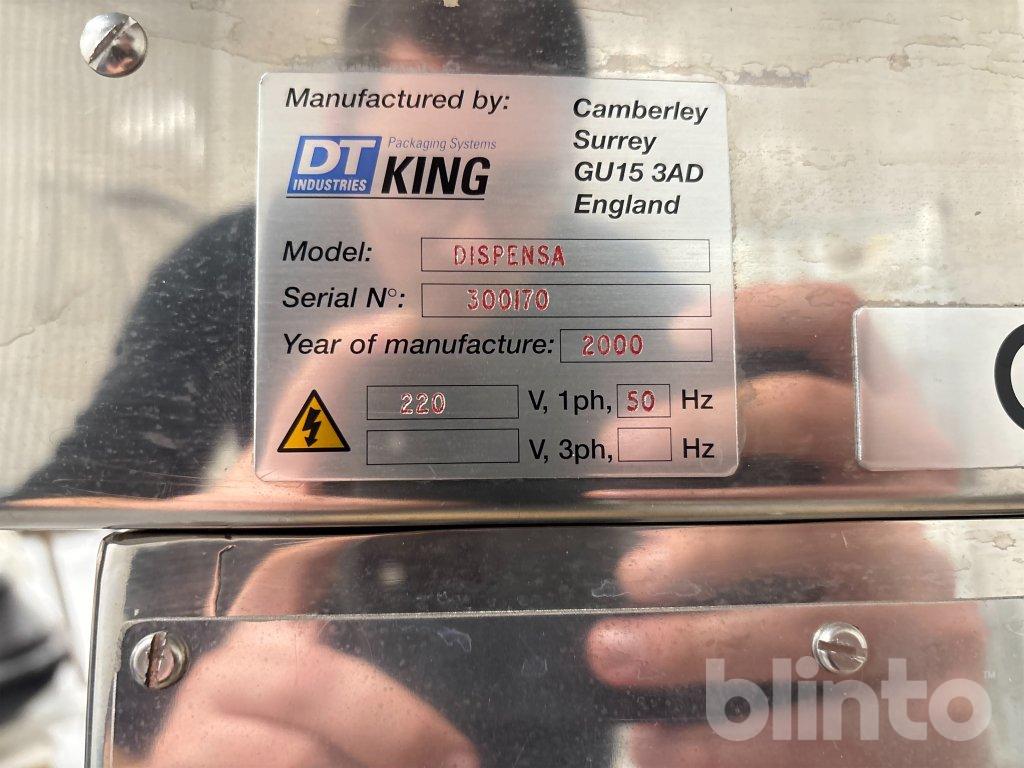 Manufactured by:
DT
INDUSTRIES
Packaging Systems
KING
Camberley
Surrey
GU15 3AD
England
Model: DISPENSA
Serial N°: 300170
Year of manufacture: 2000
220 V, 1ph, 50 Hz
V, 3ph, Hz
blinto™